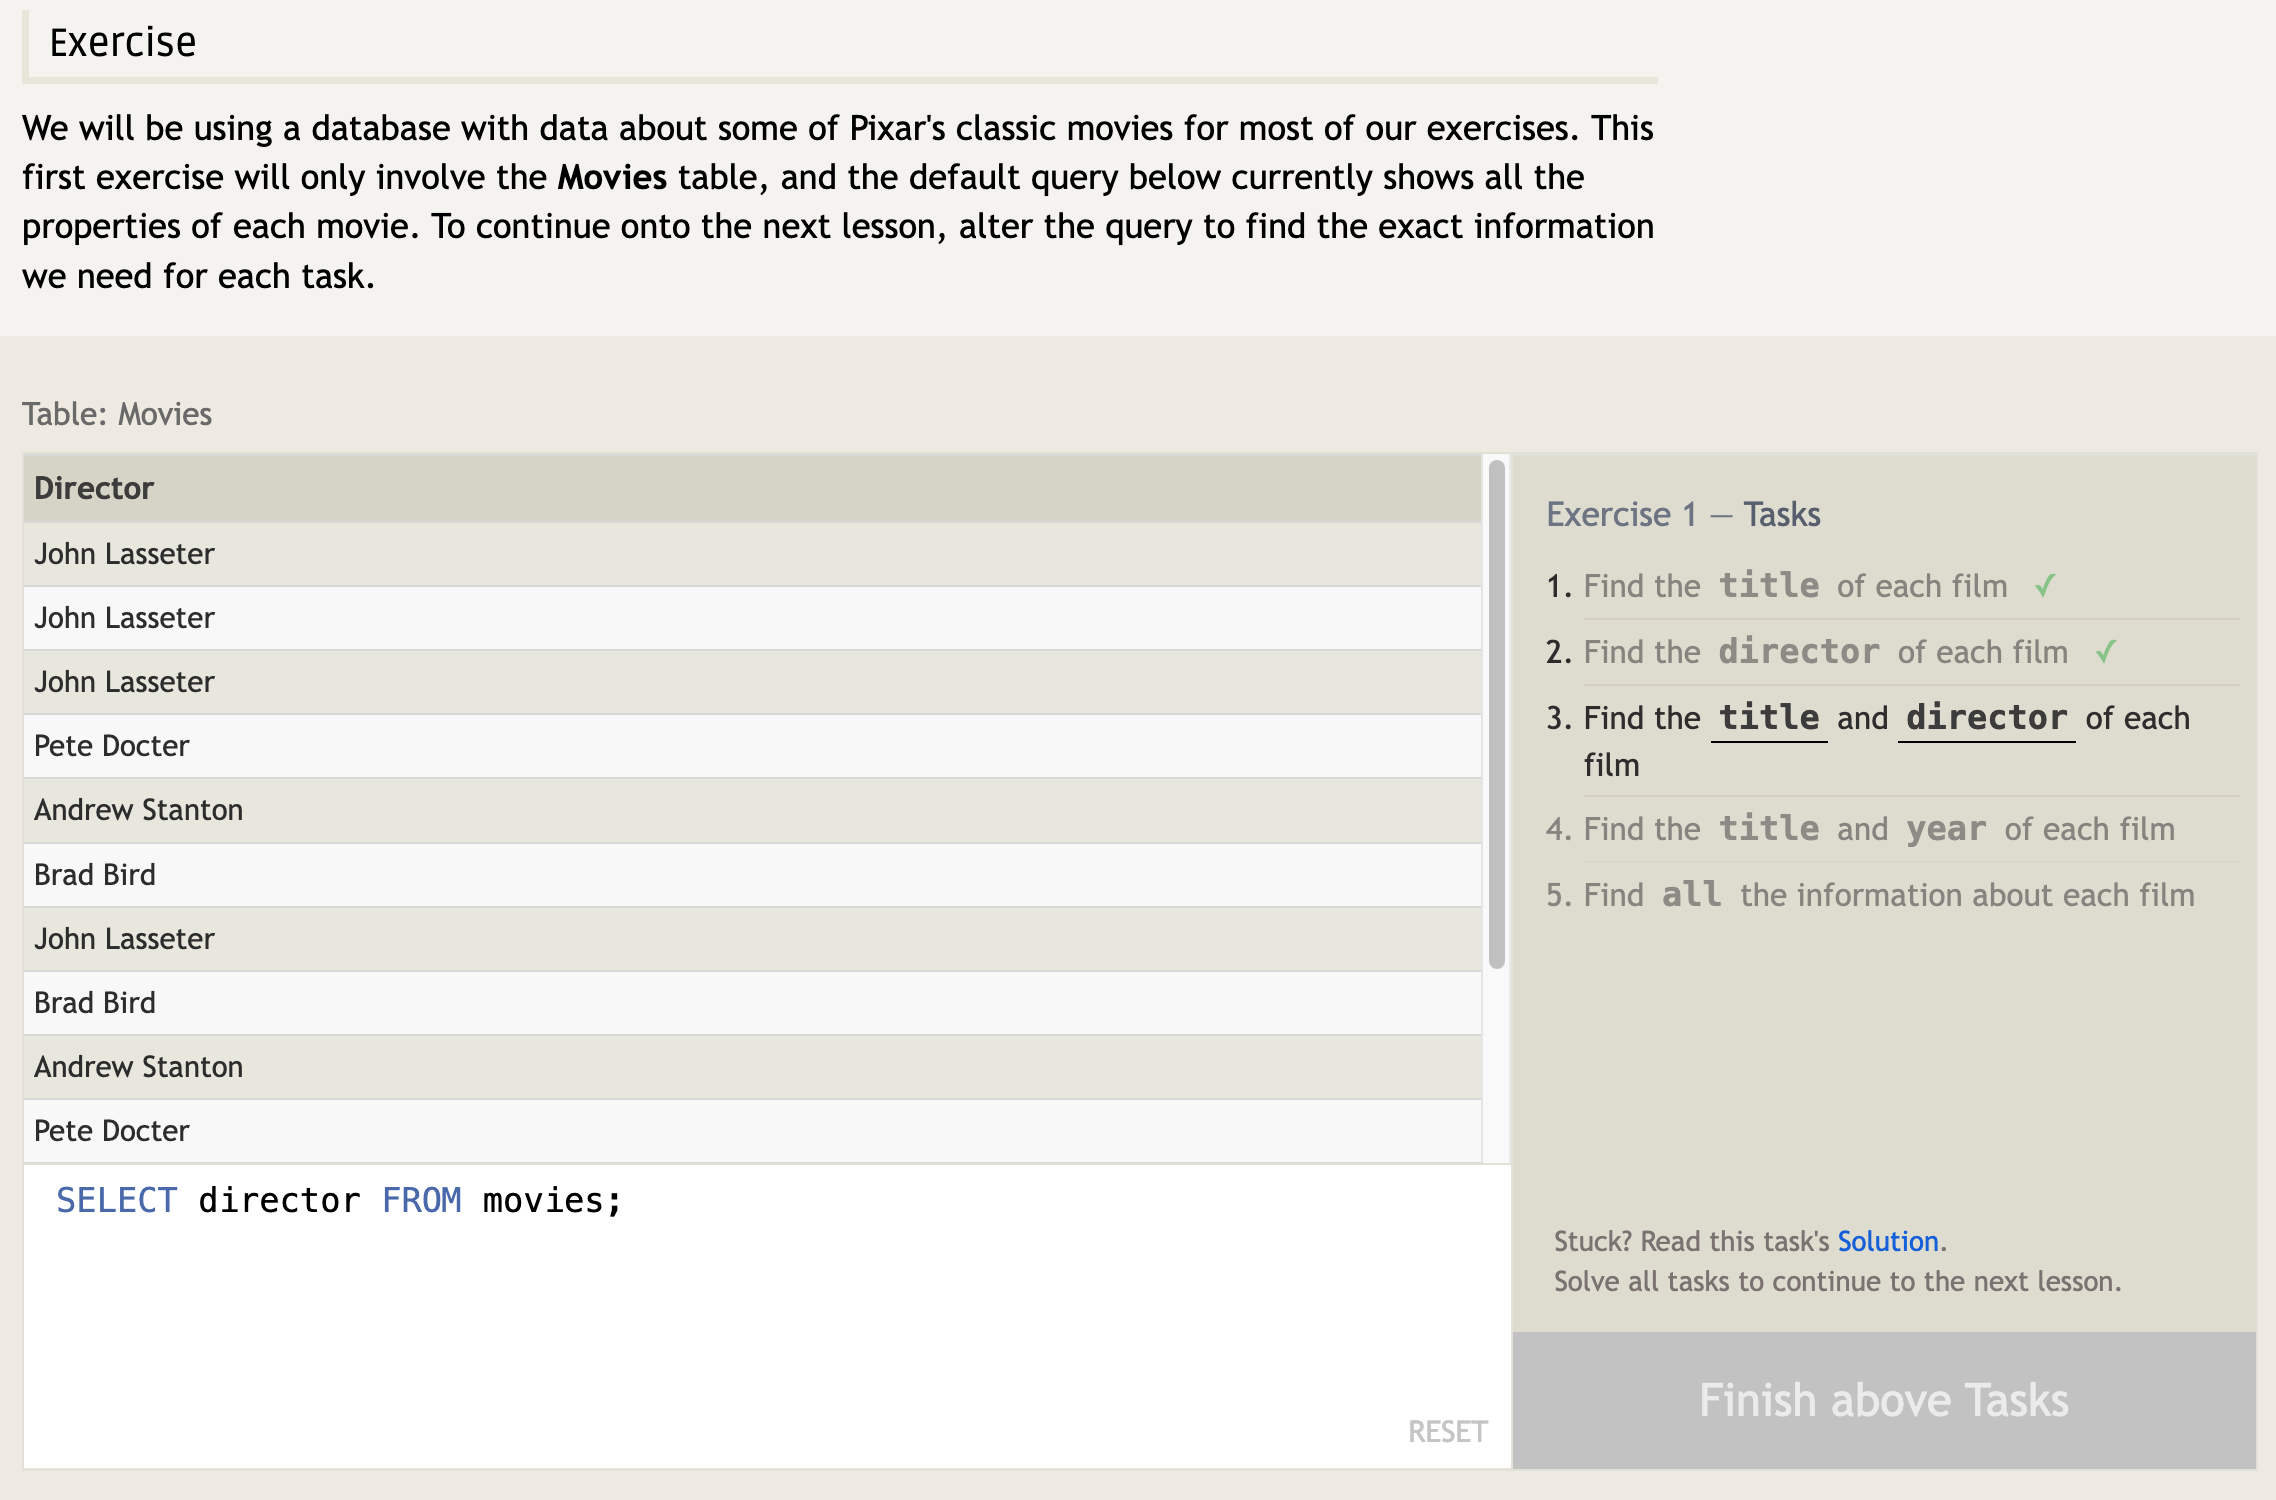 Exercise
We will be using a database with data about some of Pixar's classic movies for most of our exercises. This
first exercise will only involve the Movies table, and the default query below currently shows all the
properties of each movie. To continue onto the next lesson, alter the query to find the exact information
we need for each task.
Table: Movies
Director
John Lasseter
John Lasseter
John Lasseter
Pete Docter
Andrew Stanton
Brad Bird
John Lasseter
Brad Bird
Andrew Stanton
Pete Docter
SELECT director FROM movies;
RESET
Exercise 1 — Tasks
1. Find the title of each film ✓
2. Find the director of each film ✓
3. Find the title and director of each
film
4. Find the title and year of each film
5. Find all the information about each film
Stuck? Read this task's Solution.
Solve all tasks to continue to the next lesson.
Finish above Tasks